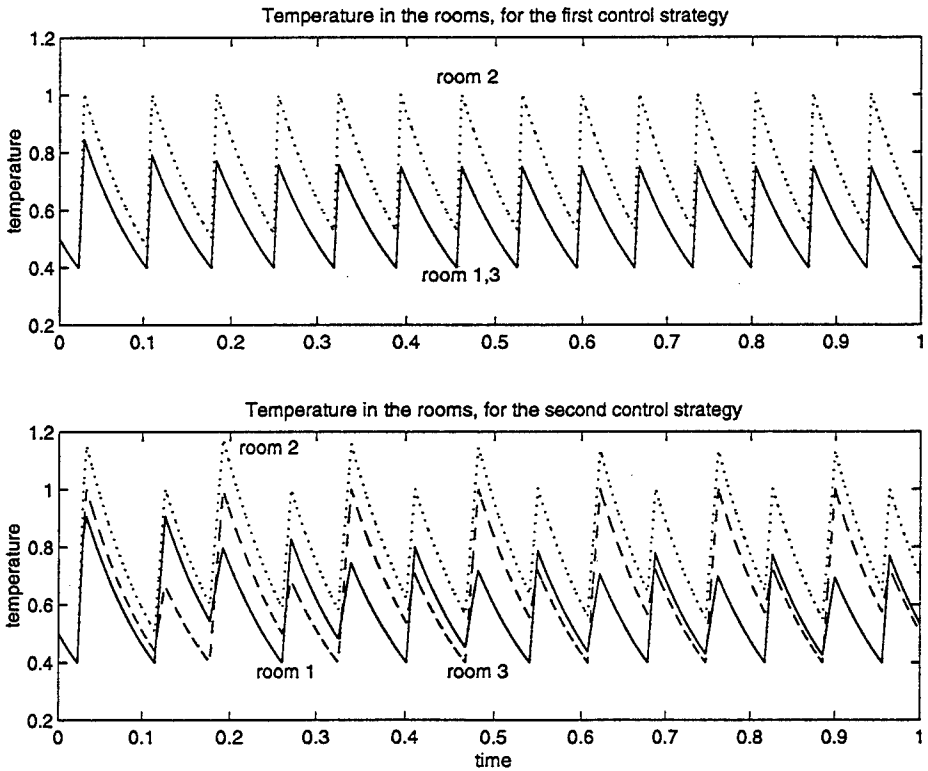 Temperature in the rooms, for the first control strategy
1.2
1
0.8
0.6
0.4
0.2
temperature
room 2
room 1,3
0 0.1 0.2 0.3 0.4 0.5 0.6 0.7 0.8 0.9 1
Temperature in the rooms, for the second control strategy
1.2
1
0.8
0.6
0.4
0.2
temperature
room 2
room 1
room 3
0 0.1 0.2 0.3 0.4 0.5 0.6 0.7 0.8 0.9 1
time